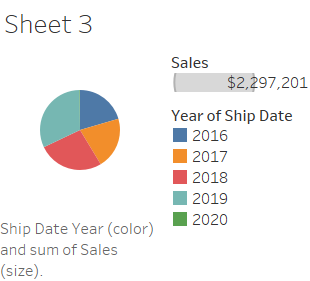 Sheet 3
Sales
$2,297,201
Year of Ship Date
2016
2017
2018
2019
2020
Ship Date Year (color)
and sum of Sales
(size).